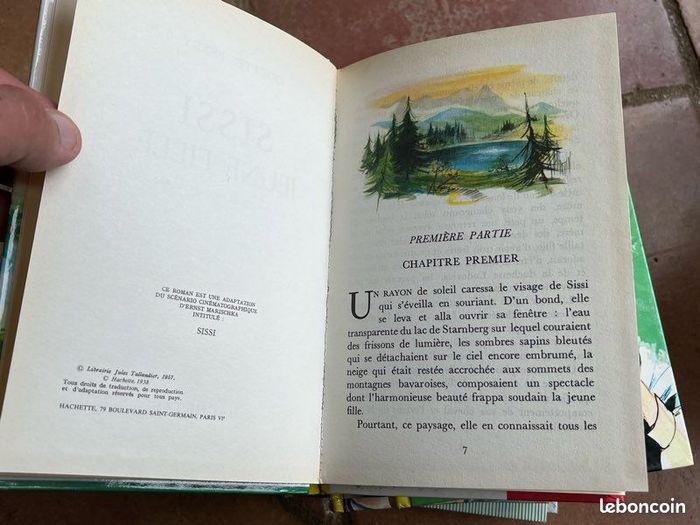 CE ROMAN EST UNE ADAPTATION
DU SCÉNARIO CINÉMATOGRAPHIQUE
D'ERNST MARISCHKA
INTITULÉ
SISSI
© Librairie Jules Tallandier, 1957.
© Hachette, 1958
Tous droits de traduction, de reproduction
et d'adaptation réservés pour tous pays.
HACHETTE, 79 BOULEVARD SAINT-GERMAIN, PARIS VIᵉ
PREMIÈRE PARTIE
CHAPITRE PREMIER
UN RAYON de soleil caressa le visage de Sissi
qui s'éveilla en souriant. D'un bond, elle
se leva et alla ouvrir sa fenêtre : l'eau
transparente du lac de Starnberg sur lequel couraient
des frissons de lumière, les sombres sapins bleutés
qui se détachaient sur le ciel encore embrumé, la
neige qui était restée accrochée aux sommets des
montagnes bavaroises, composaient un spectacle
dont l'harmonieuse beauté frappa soudain la jeune
fille.
Pourtant, ce paysage, elle en connaissait tous les
7
leboncoin